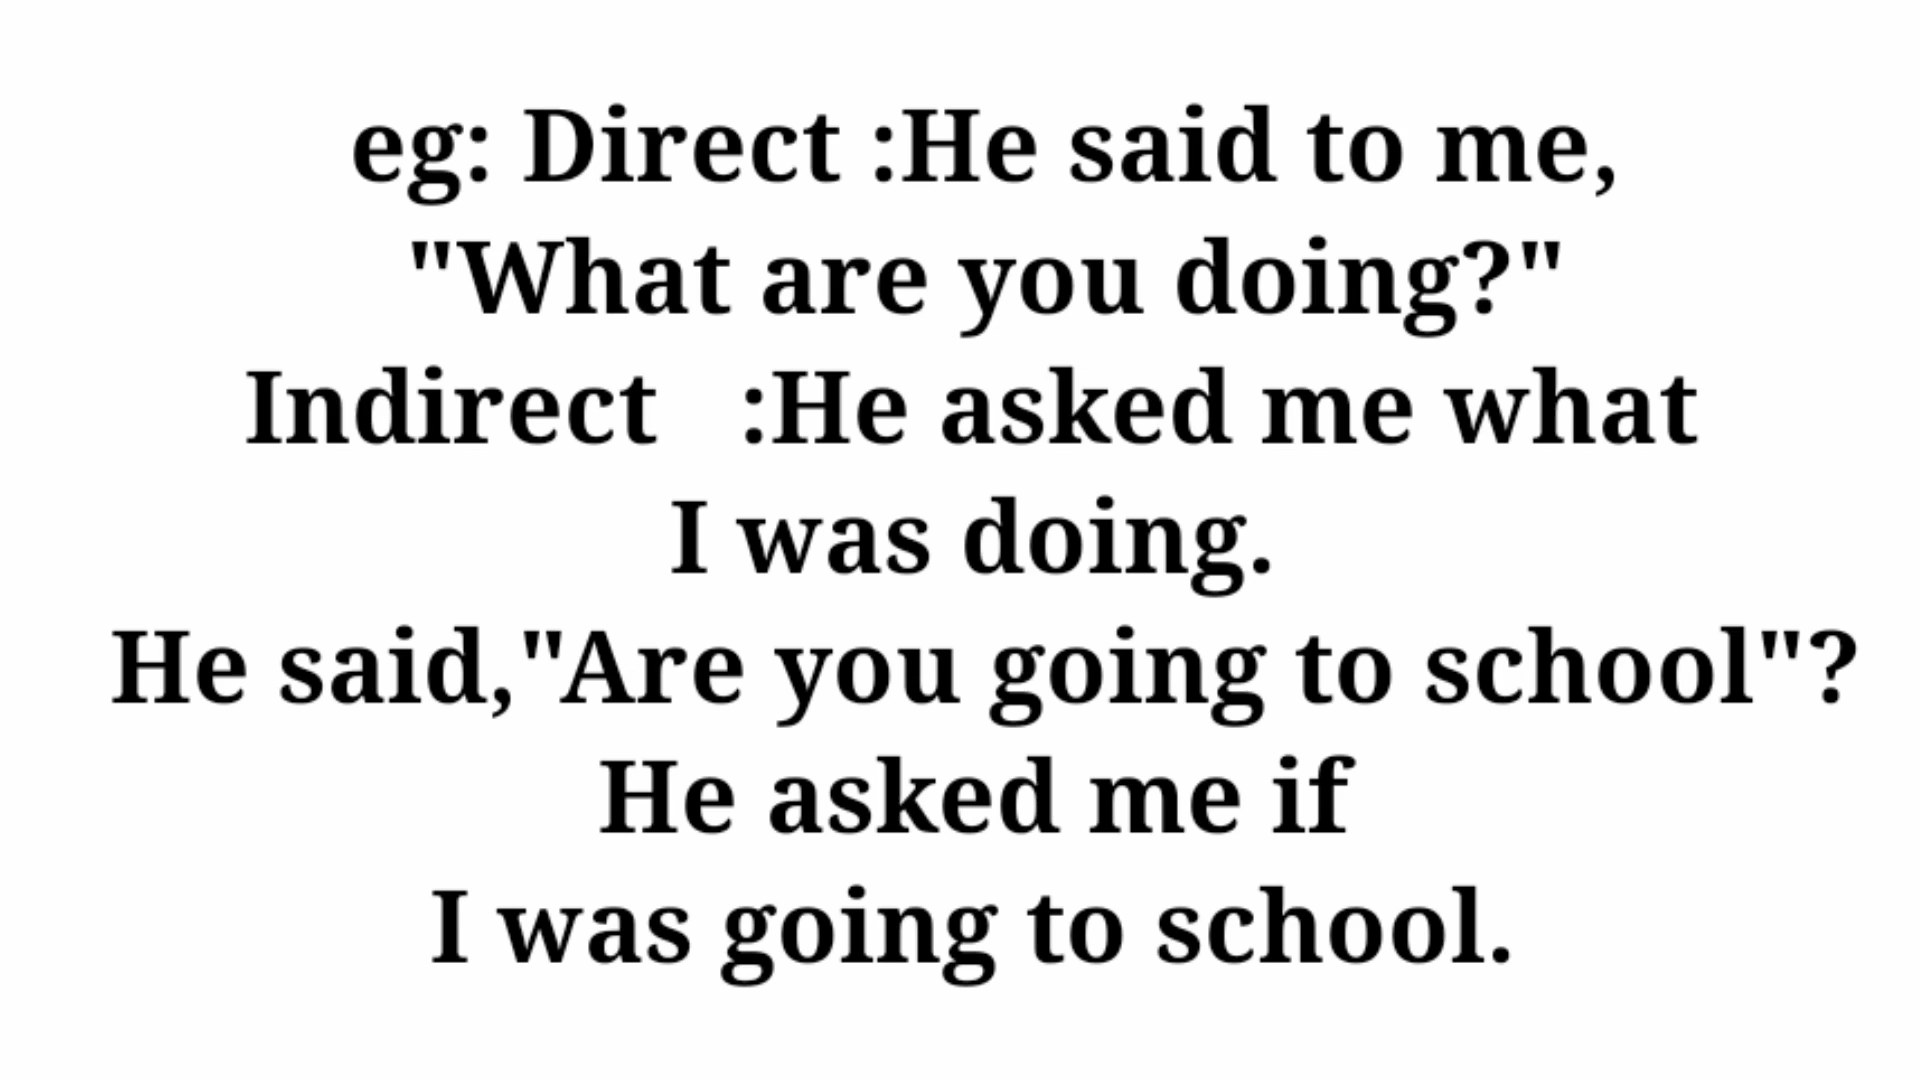 eg: Direct :He said to me,
"What are you doing?"
Indirect   :He asked me what
I was doing.
He said,"Are you going to school"?
He asked me if
I was going to school.